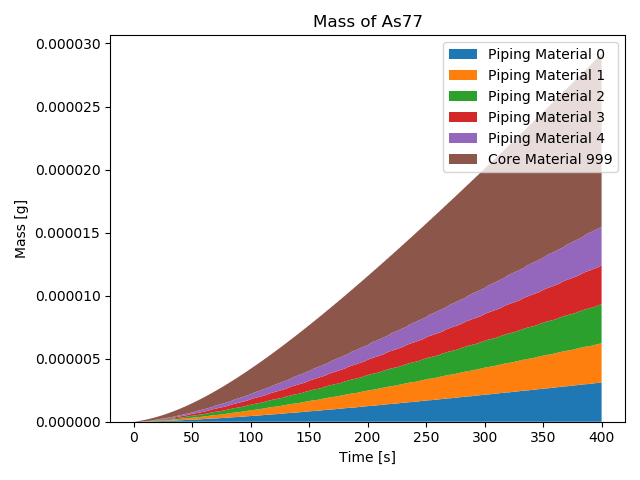 Mass of As77
0.000030
0.000025
0.000020
0.000015
0.000010
0.000005
0.000000
Mass [g]
Piping Material 0
Piping Material 1
Piping Material 2
Piping Material 3
Piping Material 4
Core Material 999
0 50 100 150 200 250 300 350 400
Time [s]